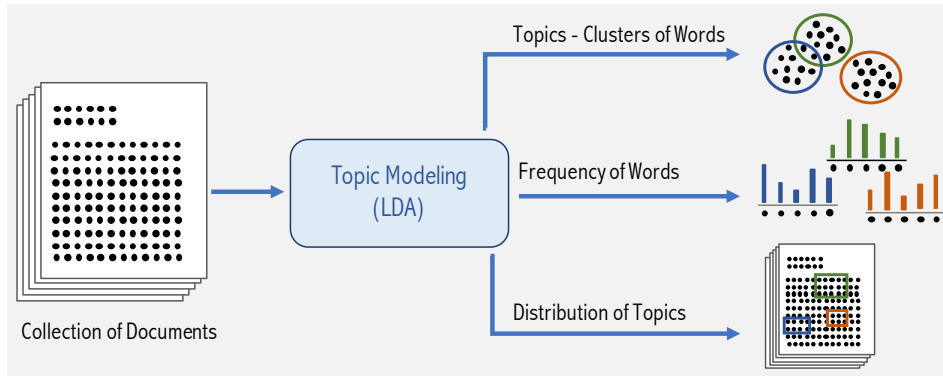 Topics - Clusters of Words
Topic Modeling
(LDA)
Frequency of Words
Collection of Documents
Distribution of Topics